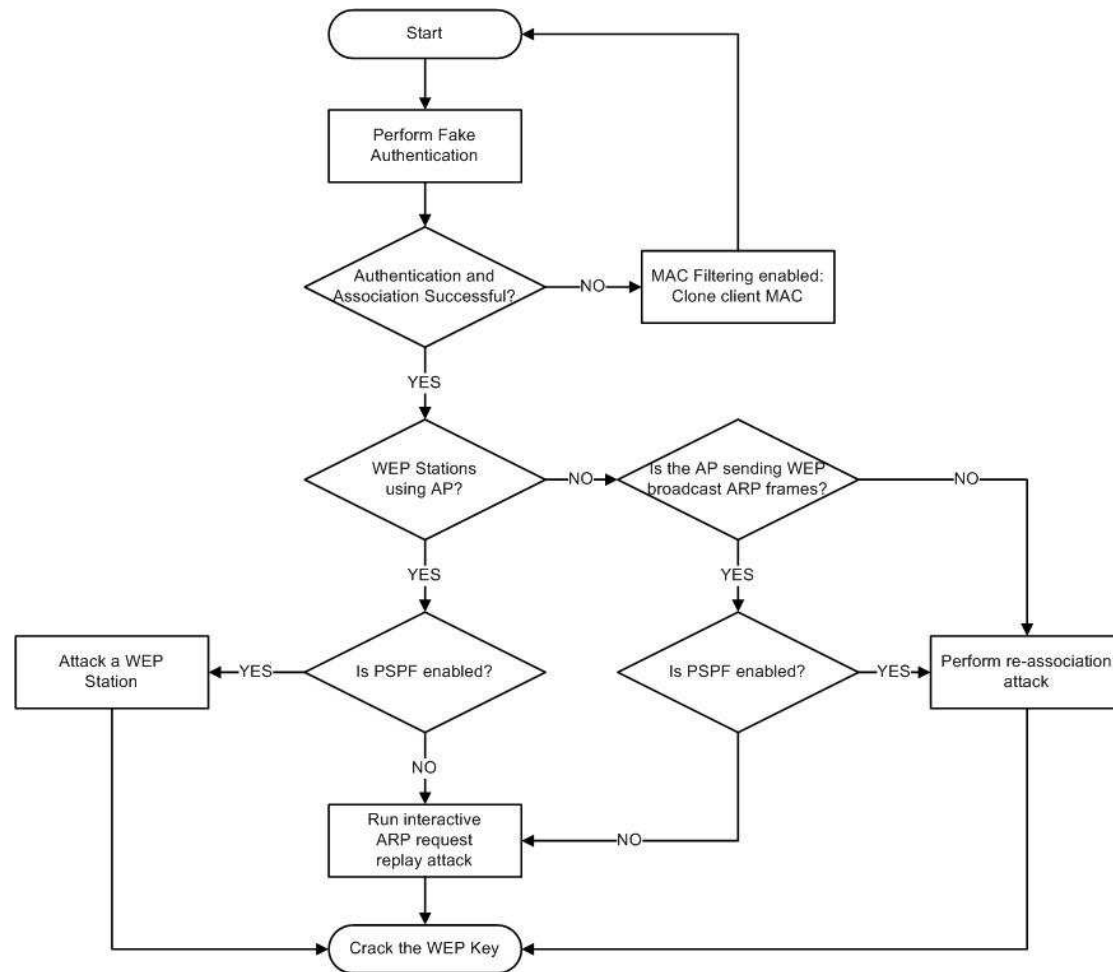 Start
Perform Fake
Authentication
Authentication and
Association Successful?
NO
MAC Filtering enabled:
Clone client MAC
YES
WEP Stations
using AP?
NO
Is the AP sending WEP
broadcast ARP frames?
NO
YES
YES
Attack a WEP
Station
YES
Is PSPF enabled?
Is PSPF enabled?
YES
Perform re-association
attack
NO
Run interactive
ARP request
replay attack
NO
Crack the WEP Key